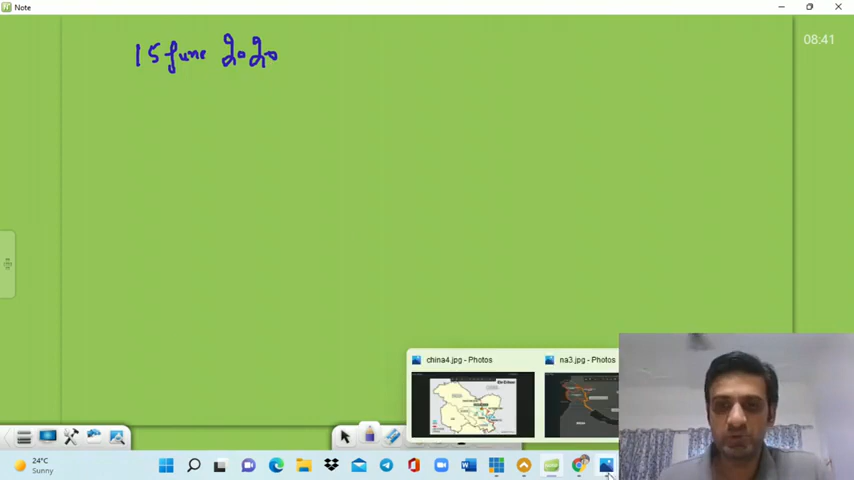 Note
08:41
15 June 2020
china4.jpg - Photos
na3.jpg - Photos
24°C
Sunny